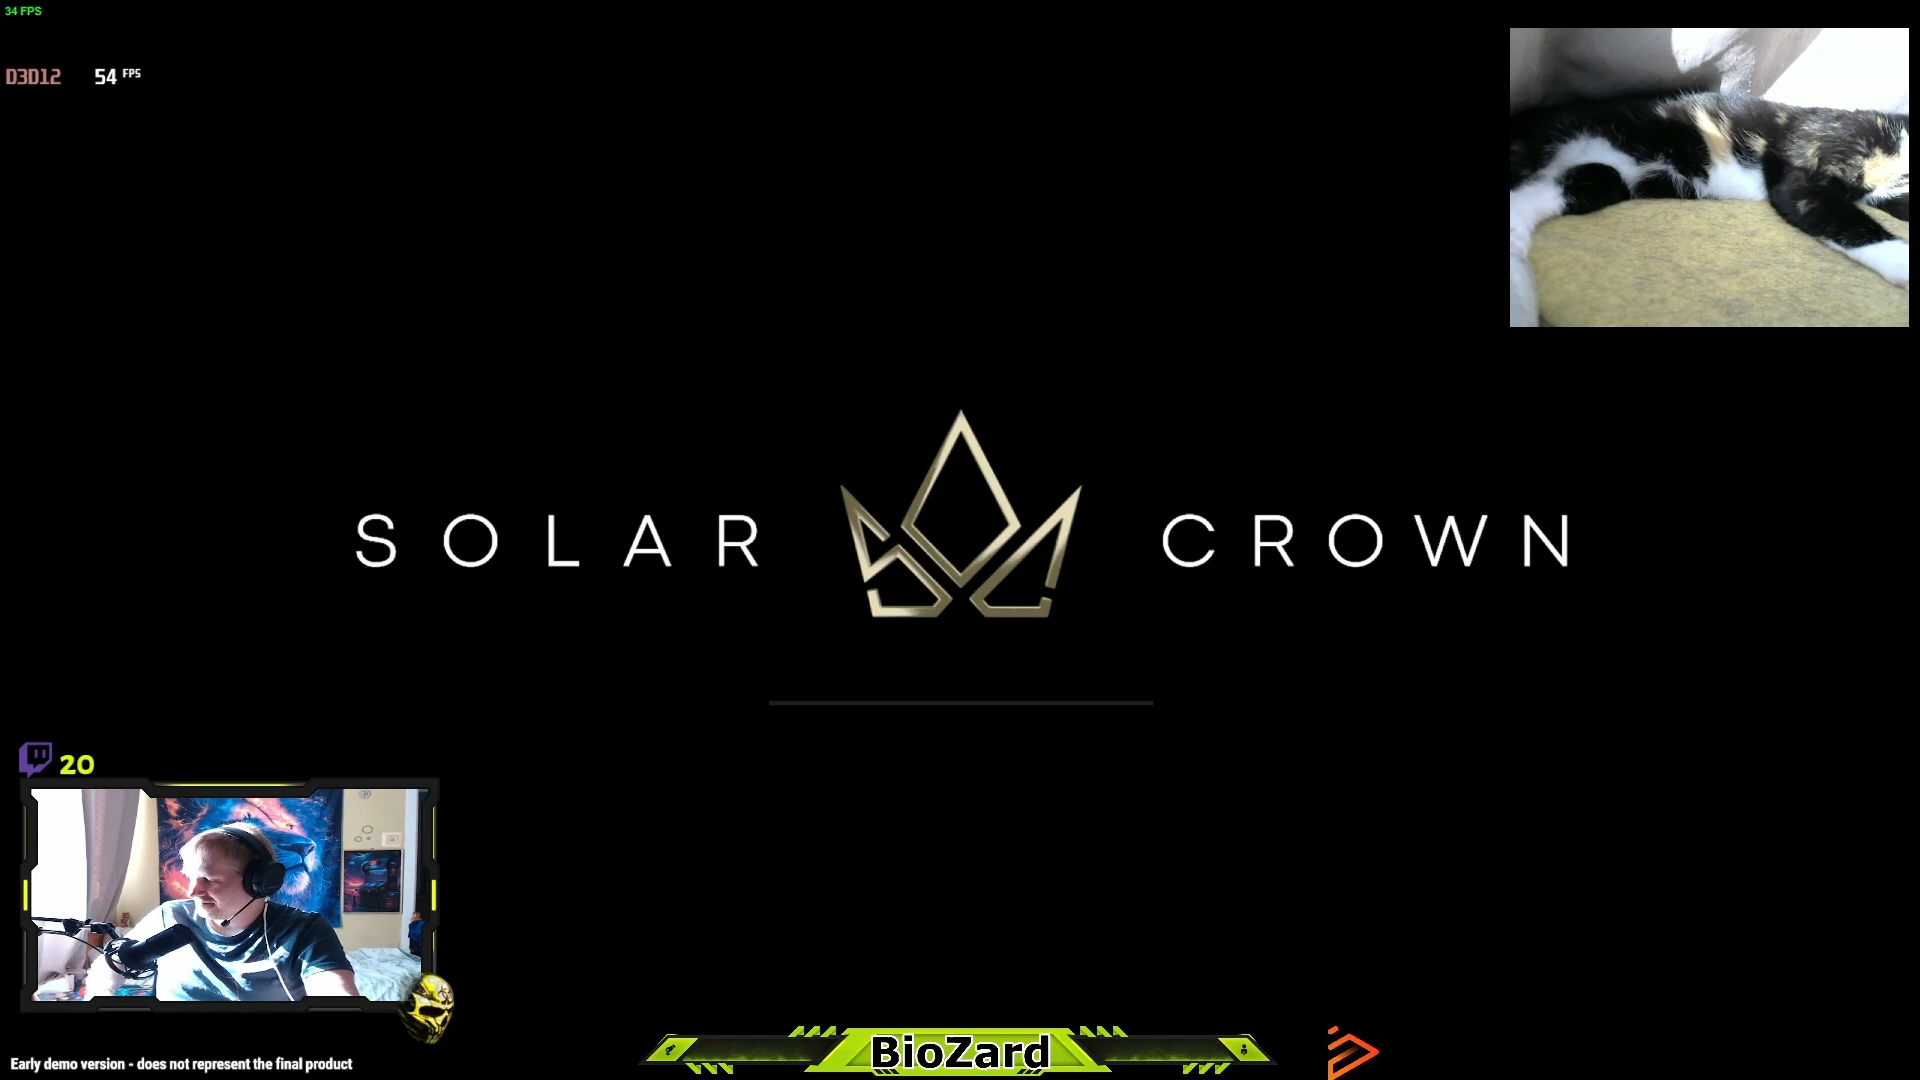 34 FPS
D3D12 54 FPS
SOLAR CROWN
20
BioZard
Early demo version - does not represent the final product